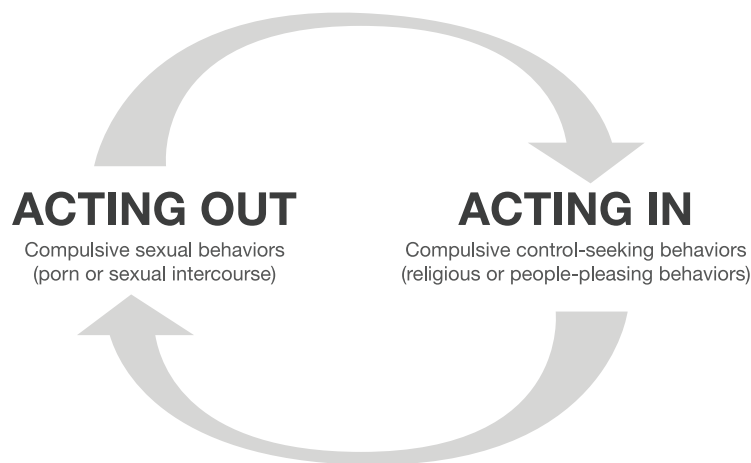 ACTING OUT
Compulsive sexual behaviors
(porn or sexual intercourse)
ACTING IN
Compulsive control-seeking behaviors
(religious or people-pleasing behaviors)